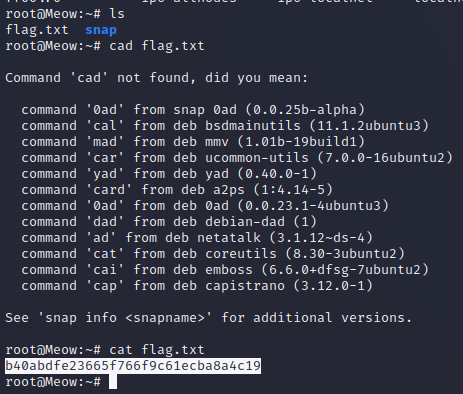 root@Meow:~# ls
flag.txt snap
root@Meow:~# cad flag.txt
Command 'cad' not found, did you mean:
command '0ad' from snap 0ad (0.0.25b-alpha)
command 'cal' from deb bsdmainutils (11.1.2ubuntu3)
command 'mad' from deb mmv (1.01b-19build1)
command 'car' from deb ucommon-utils (7.0.0-16ubuntu2)
command 'yad' from deb yad (0.40.0-1)
command 'card' from deb a2ps (1:4.14-5)
command '0ad' from deb 0ad (0.0.23.1-4ubuntu3)
command 'dad' from deb debian-dad (1)
command 'ad' from deb netatalk (3.1.12~ds-4)
command 'cat' from deb coreutils (8.30-3ubuntu2)
command 'cai' from deb emboss (6.6.0+dfsg-7ubuntu2)
command 'cap' from deb capistrano (3.12.0-1)
See 'snap info <snapname>' for additional versions.
root@Meow:~# cat flag.txt
b40abdfe23665f766f9c61ecba8a4c19
root@Meow:~#